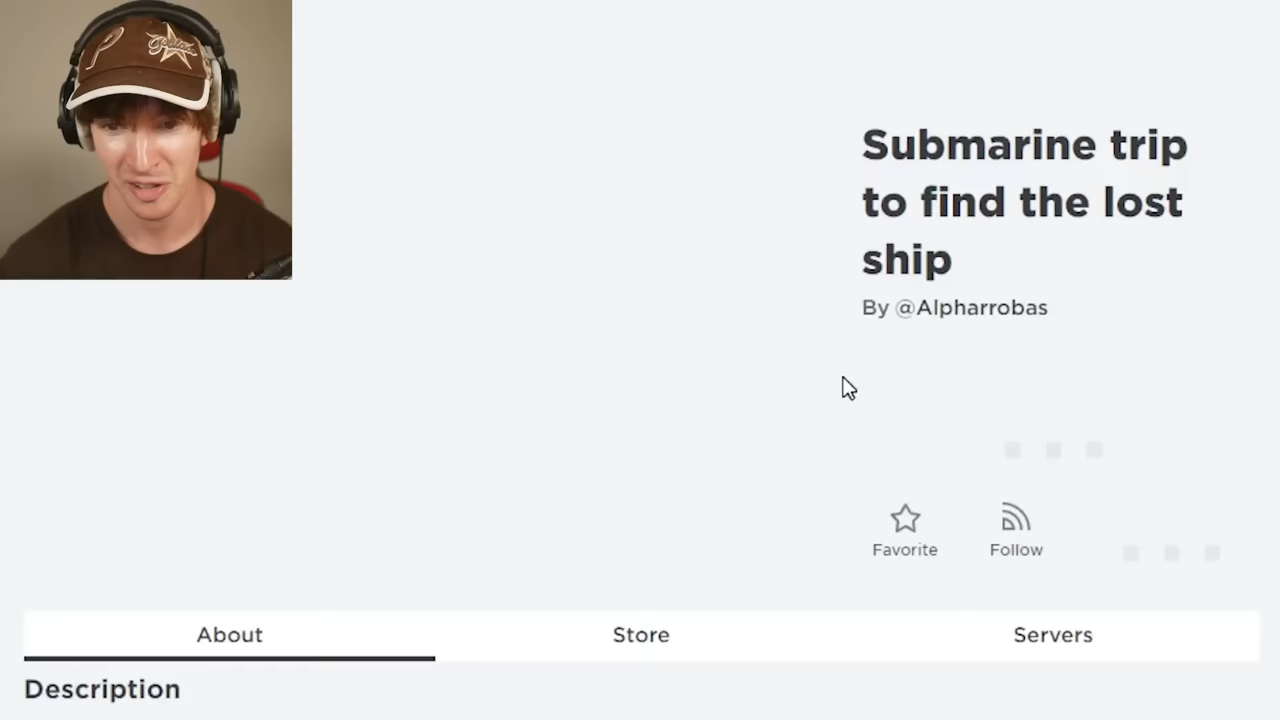 Submarine trip
to find the lost
ship
By @Alpharrobas
Favorite
Follow
About
Store
Servers
Description